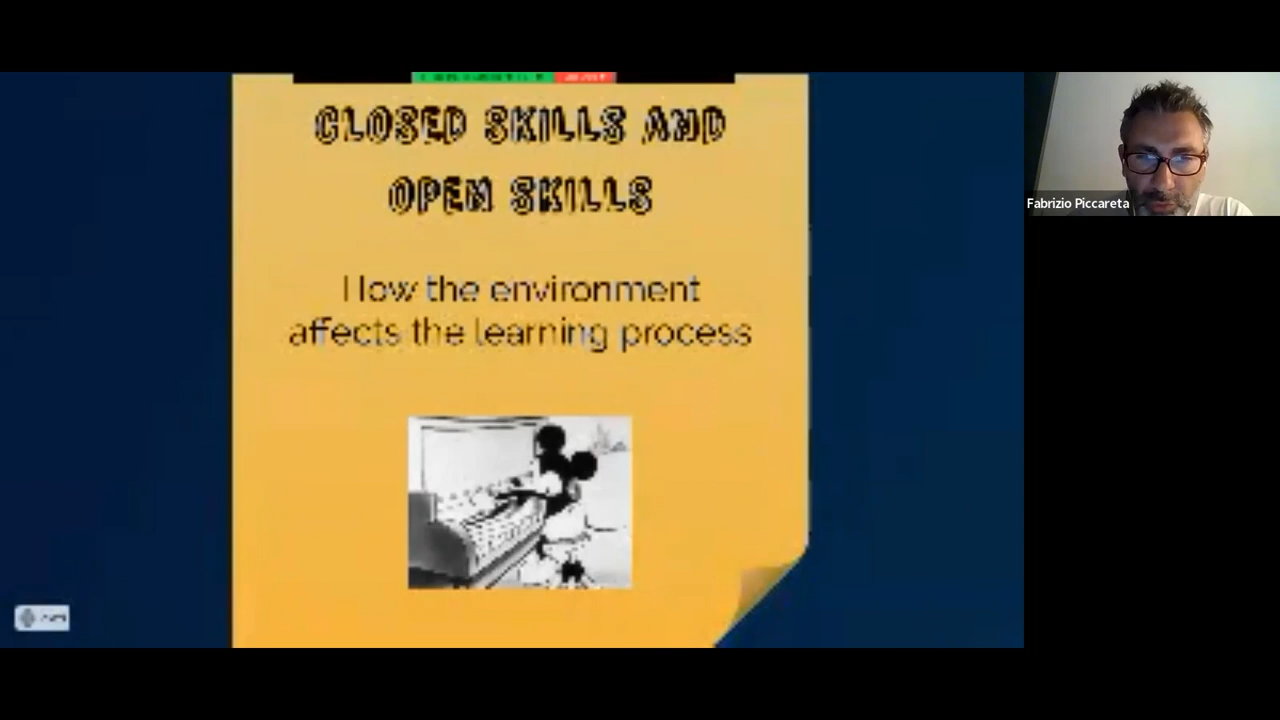 CLOSED SKILLS AND
OPEN SKILLS
How the environment
affects the learning process
Fabrizio Piccareta